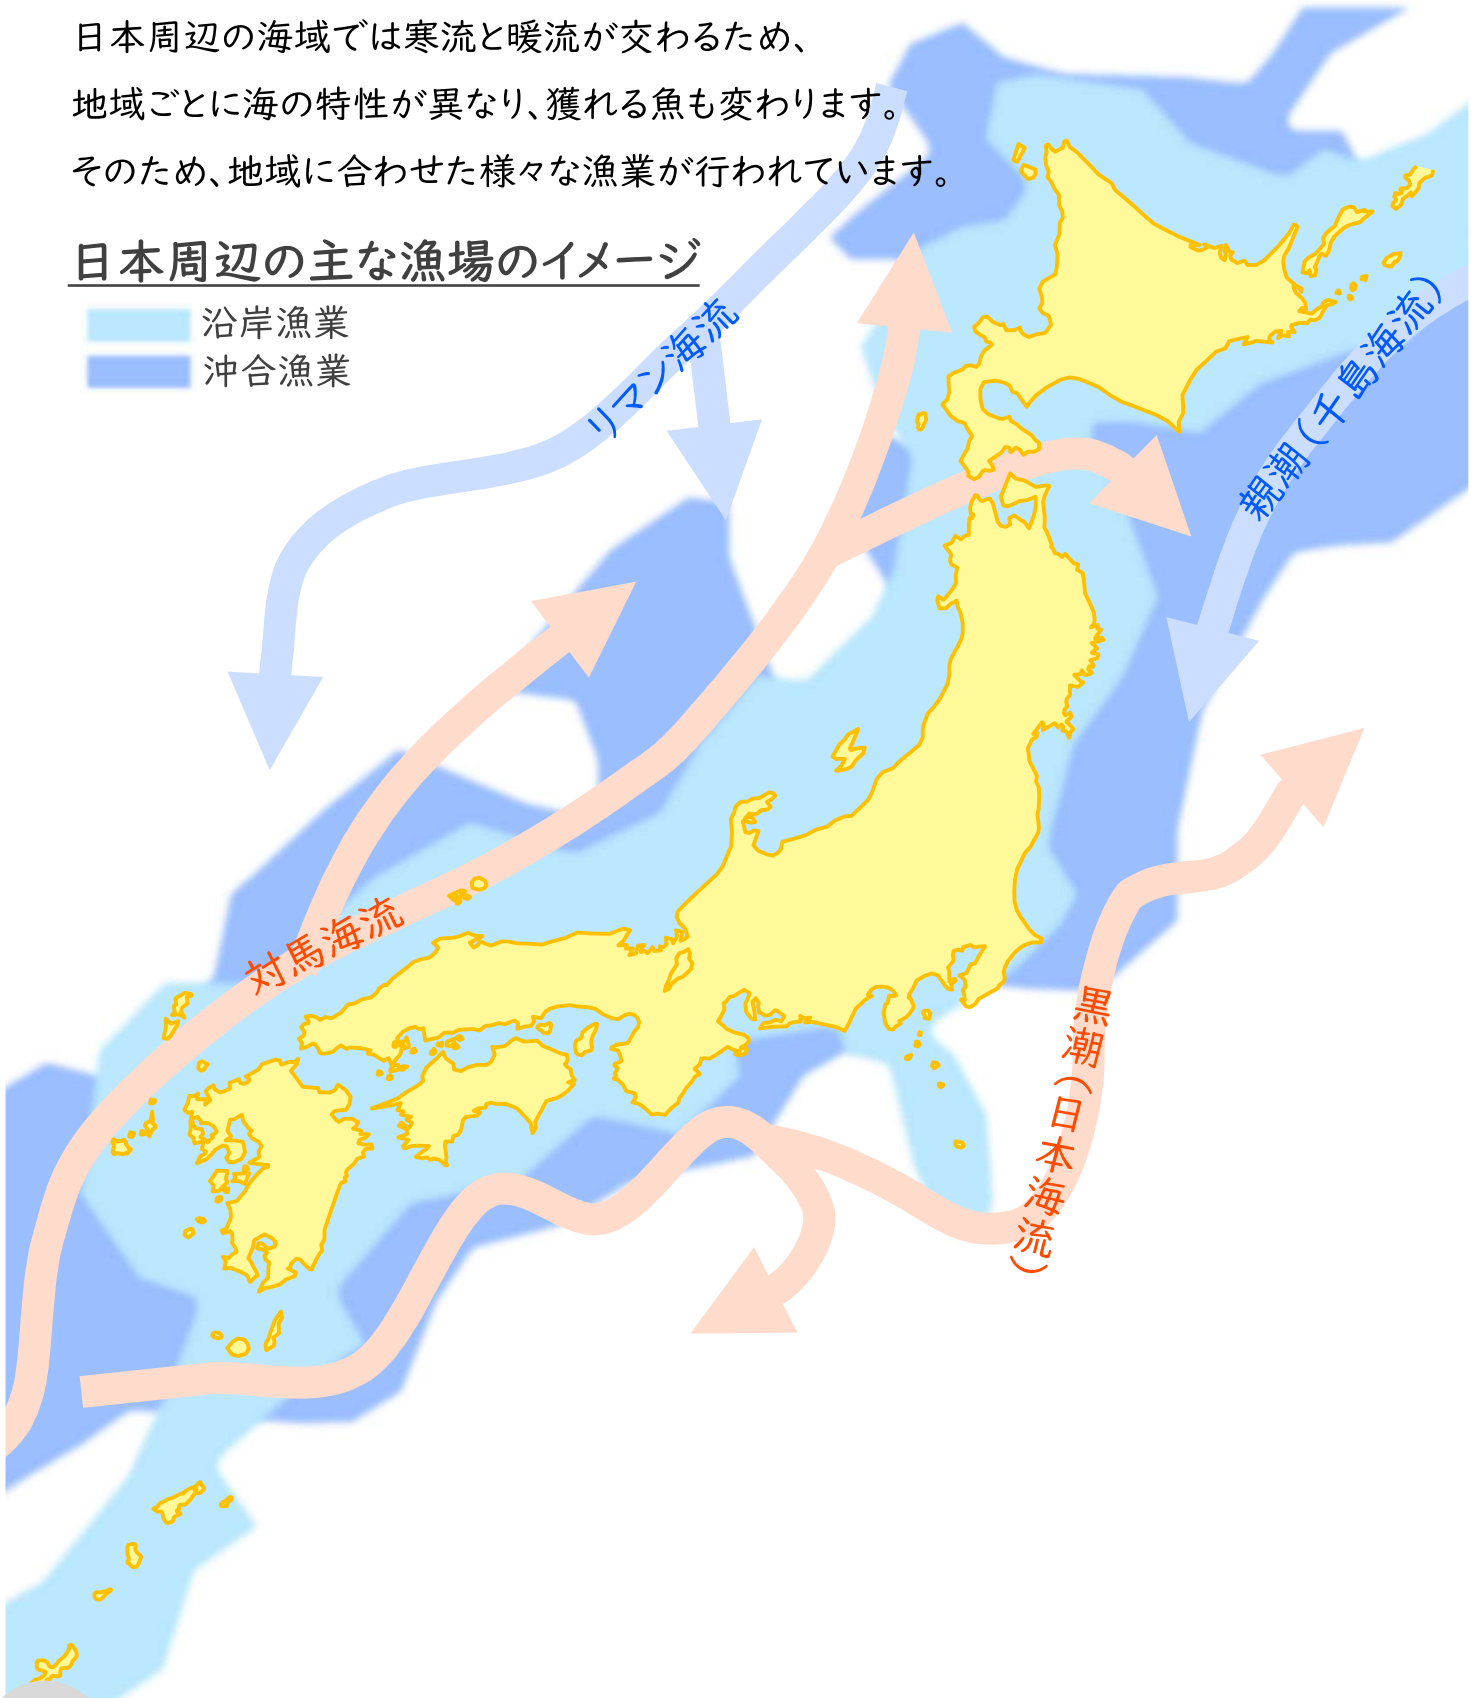 日本周辺の海域では寒流と暖流が交わるため、
地域ごとに海の特性が異なり、獲れる魚も変わります。
そのため、地域に合わせた様々な漁業が行われています。
日本周辺の主な漁場のイメージ
沿岸漁業
沖合漁業
リマン海流
親潮(千島海流)
対馬海流
黒潮(日本海流)